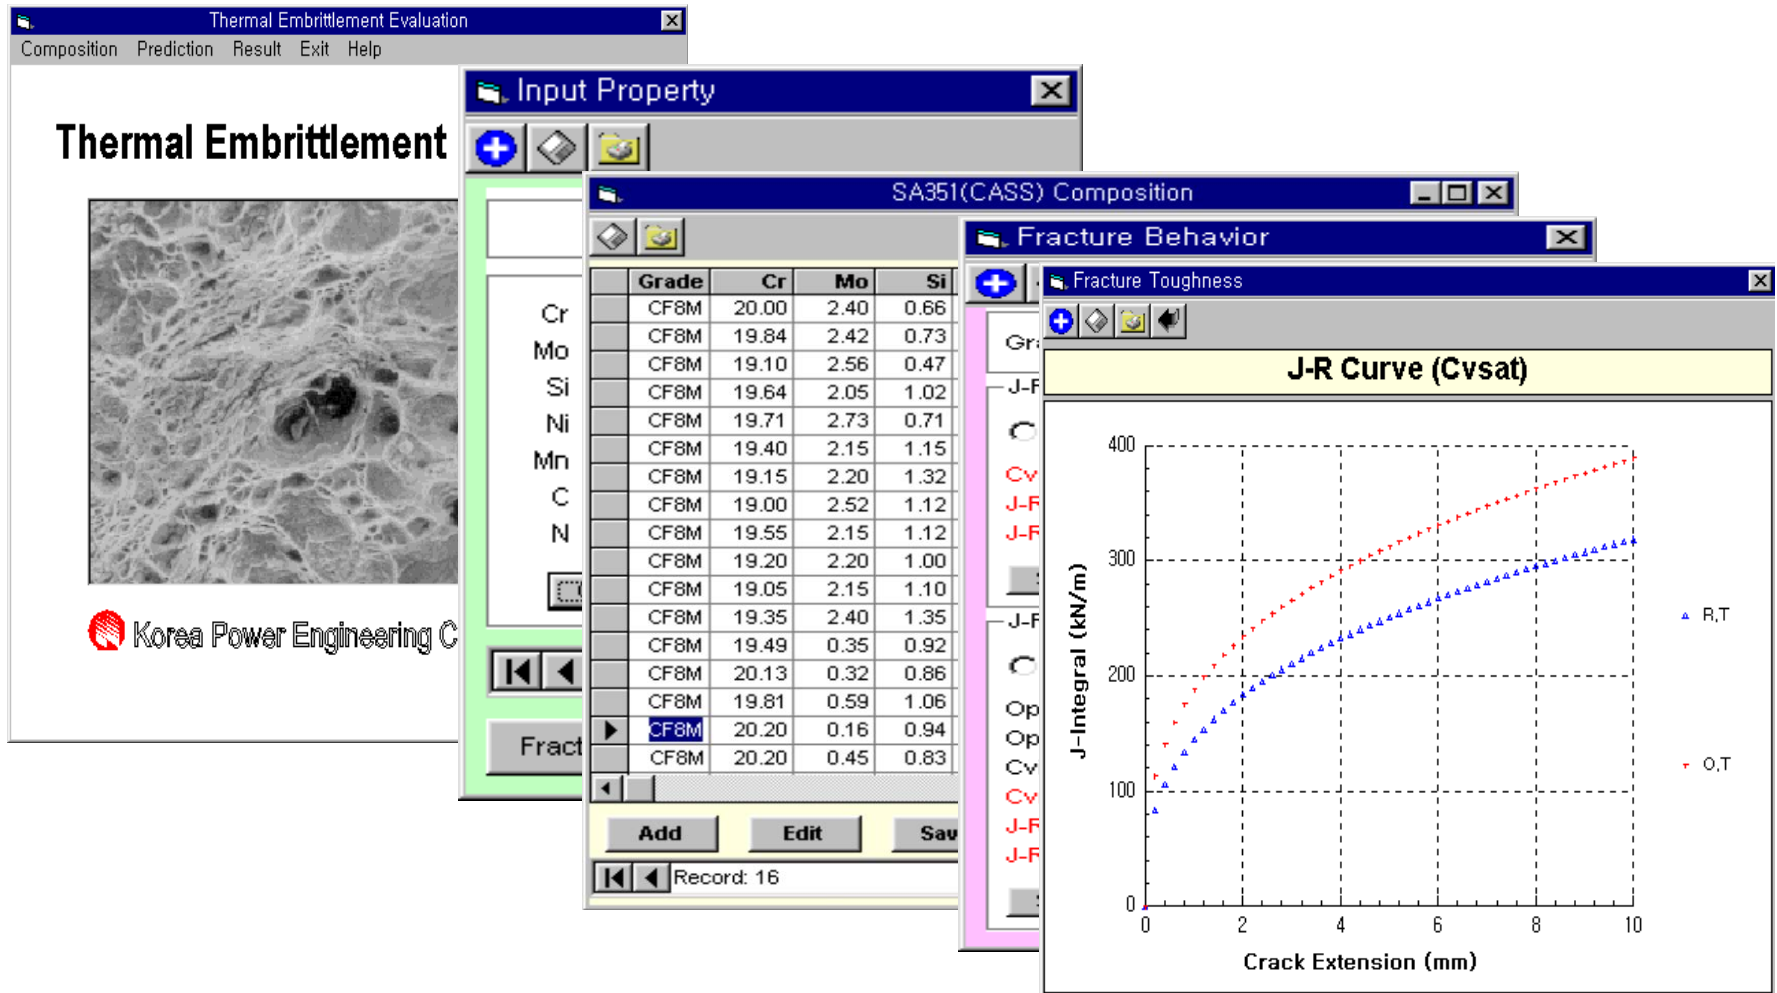 Thermal Embrittlement Evaluation
Composition Prediction Result Exit Help
Thermal Embrittlement
Korea Power Engineering C
Input Property
Cr
Mo
Si
Ni
Mn
C
N
Fract
SA351(CASS) Composition
Grade Cr Mo Si
CF8M 20.00 2.40 0.66
CF8M 19.84 2.42 0.73
CF8M 19.10 2.56 0.47
CF8M 19.64 2.05 1.02
CF8M 19.71 2.73 0.71
CF8M 19.40 2.15 1.15
CF8M 19.15 2.20 1.32
CF8M 19.00 2.52 1.12
CF8M 19.55 2.15 1.12
CF8M 19.20 2.20 1.00
CF8M 19.05 2.15 1.10
CF8M 19.35 2.40 1.35
CF8M 19.49 0.35 0.92
CF8M 20.13 0.32 0.86
CF8M 19.81 0.59 1.06
CF8M 20.20 0.16 0.94
CF8M 20.20 0.45 0.83
Add Edit Sav
Record: 16
Fracture Behavior
Gr
J-R
Cv
J-R
J-R
J-R
Op
Op
Cv
Cv
J-R
J-R
Fracture Toughness
J-R Curve (Cvsat)
400
300
200
100
0
0 2 4 6 8 10
J-Integral (kN/m)
Crack Extension (mm)
R,T
O,T